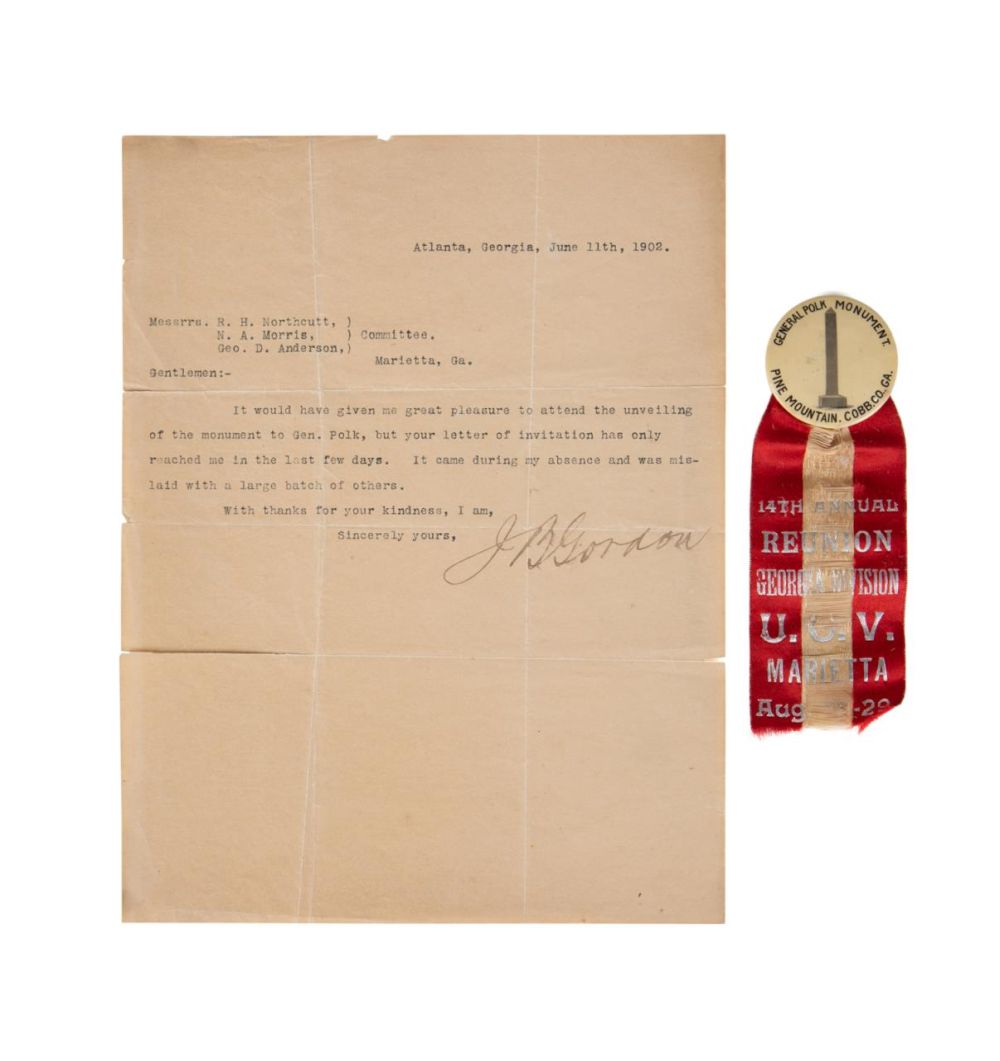 Atlanta, Georgia, June 11th, 1902.
Messrrs. R. H. Northcutt, )
N. A. Morris, ) Committee.
Geo. D. Anderson,)
Marietta, Ga.
Gentlemen:-
It would have given me great pleasure to attend the unveiling
of the monument to Gen. Polk, but your letter of invitation has only
reached me in the last few days. It came during my absence and was mis-
laid with a large batch of others.
With thanks for your kindness, I am,
Sincerely yours,
J B Gordon
GENERAL POLK MONUMENT.
PINE MOUNTAIN. COBB.CO.GA.
14TH ANNUAL
REUNION
GEORGIA DIVISION
U. C. V.
MARIETTA
Aug -29